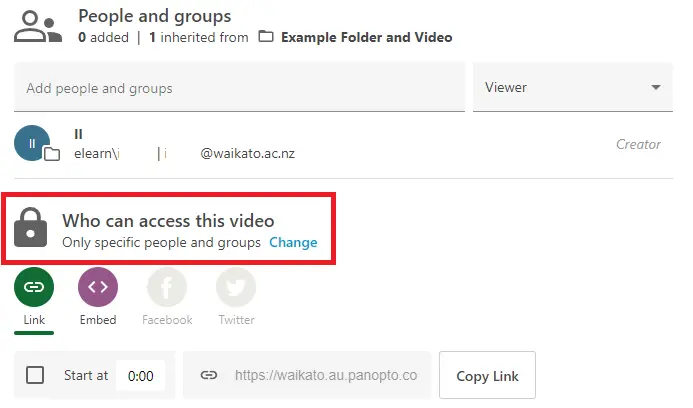 People and groups
0 added | 1 inherited from Example Folder and Video
Add people and groups
Viewer
II
II
elearn\i | i @waikato.ac.nz
Creator
Who can access this video
Only specific people and groups Change
Link Embed Facebook Twitter
Start at 0:00 https://waikato.au.panopto.co Copy Link